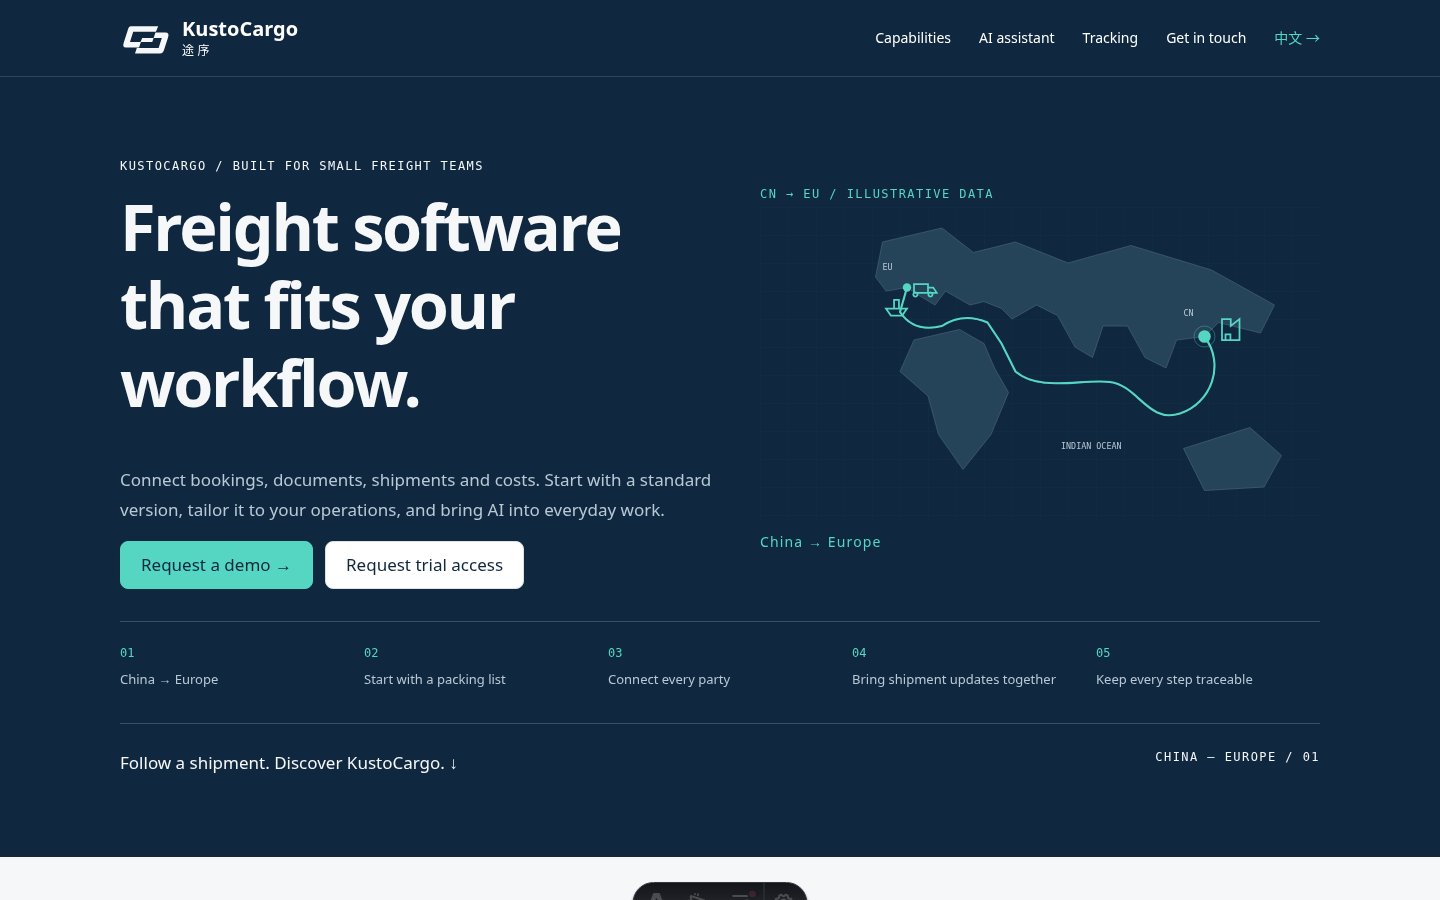 KustoCargo
途序
Capabilities
AI assistant
Tracking
Get in touch
中文 →
KUSTOCARGO / BUILT FOR SMALL FREIGHT TEAMS
Freight software
that fits your
workflow.
Connect bookings, documents, shipments and costs. Start with a standard
version, tailor it to your operations, and bring AI into everyday work.
Request a demo →
Request trial access
CN → EU / ILLUSTRATIVE DATA
EU
CN
INDIAN OCEAN
China → Europe
01
China → Europe
02
Start with a packing list
03
Connect every party
04
Bring shipment updates together
05
Keep every step traceable
Follow a shipment. Discover KustoCargo. ↓
CHINA — EUROPE / 01